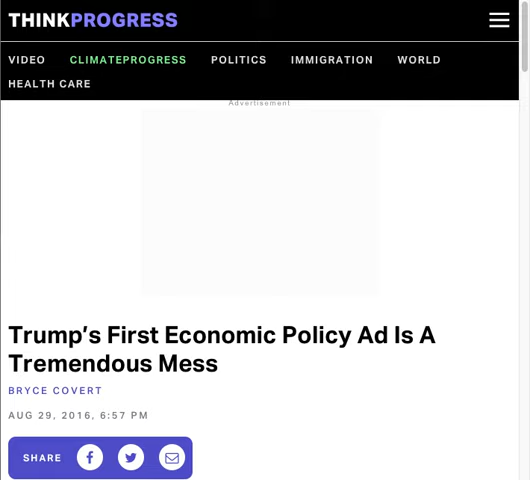 THINKPROGRESS
VIDEO CLIMATEPROGRESS POLITICS IMMIGRATION WORLD
HEALTH CARE
Advertisement
Trump's First Economic Policy Ad Is A
Tremendous Mess
BRYCE COVERT
AUG 29, 2016, 6:57 PM
SHARE